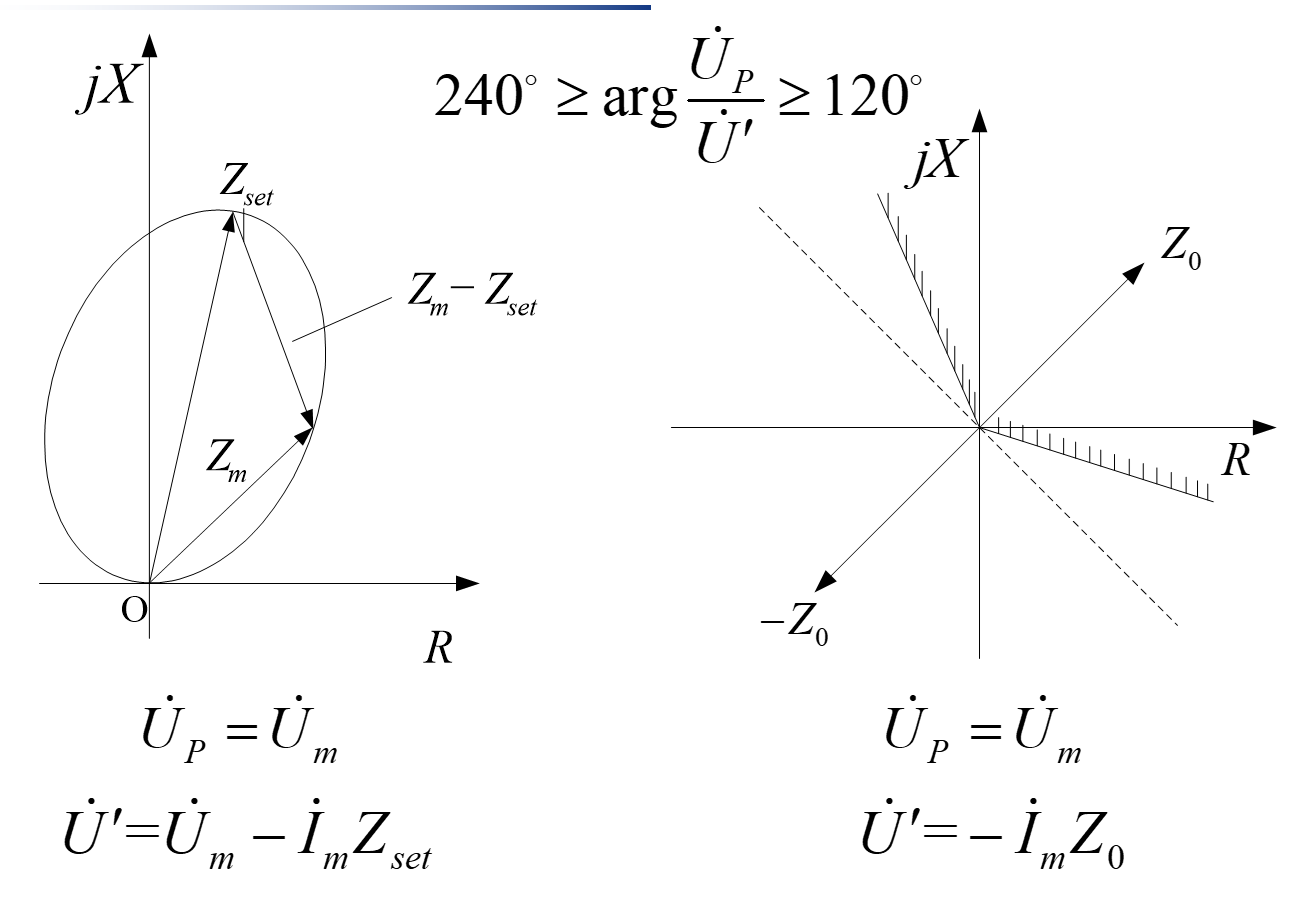 240° ≥ arg U̇_P / U̇' ≥ 120°
jX
Z_set
Z_m − Z_set
Z_m
O
R
jX
Z_0
R
−Z_0
U̇_P = U̇_m
U̇' = U̇_m − İ_m Z_set
U̇_P = U̇_m
U̇' = − İ_m Z_0